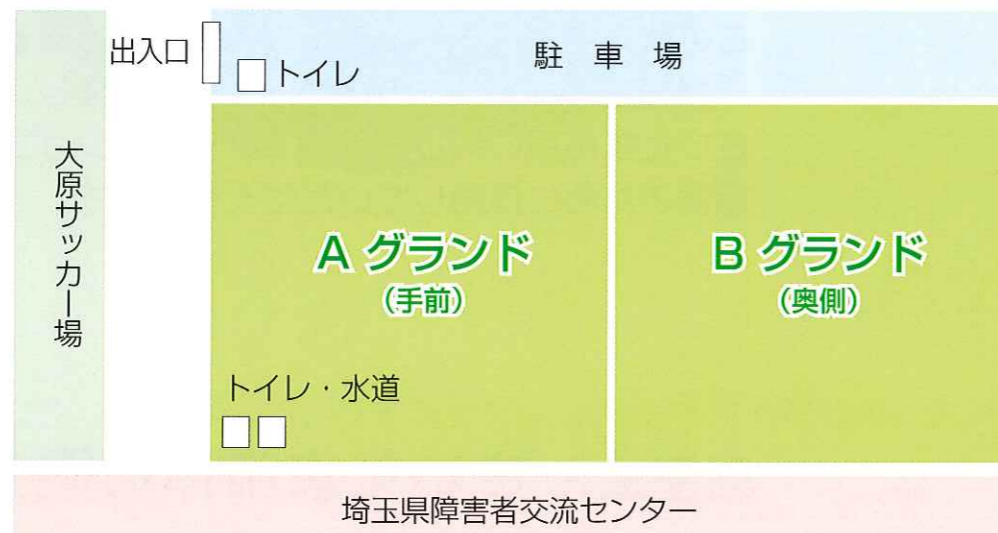 出入口
トイレ
駐車場
大原サッカー場
Aグランド
(手前)
Bグランド
(奥側)
トイレ・水道
埼玉県障害者交流センター